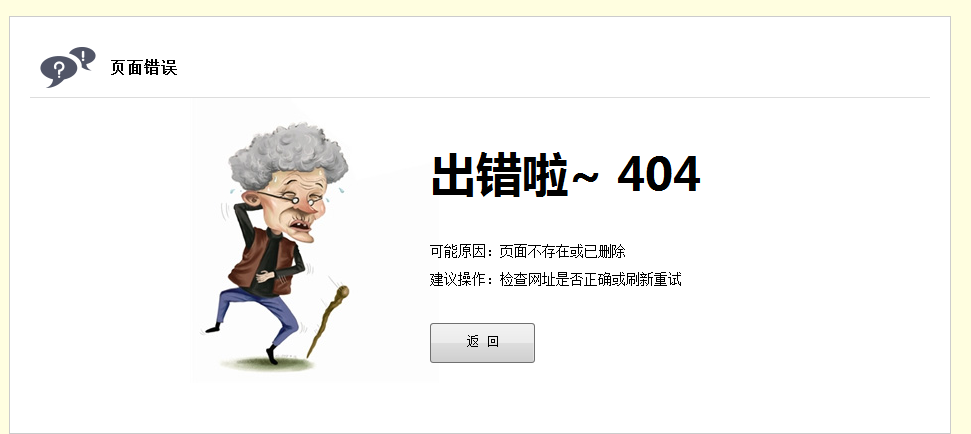 页面错误
出错啦~ 404
可能原因：页面不存在或已删除
建议操作：检查网址是否正确或刷新重试
返 回